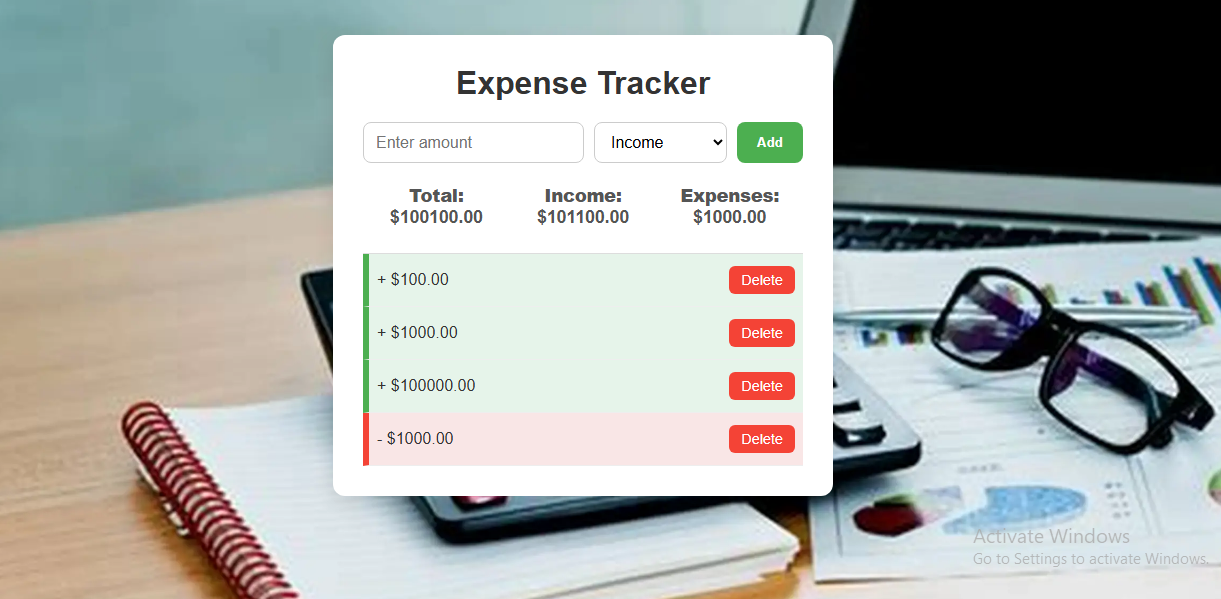 Expense Tracker
Enter amount Income Add
Total: Income: Expenses:
$100100.00 $101100.00 $1000.00
+ $100.00 Delete
+ $1000.00 Delete
+ $100000.00 Delete
- $1000.00 Delete
Activate Windows
Go to Settings to activate Windows.